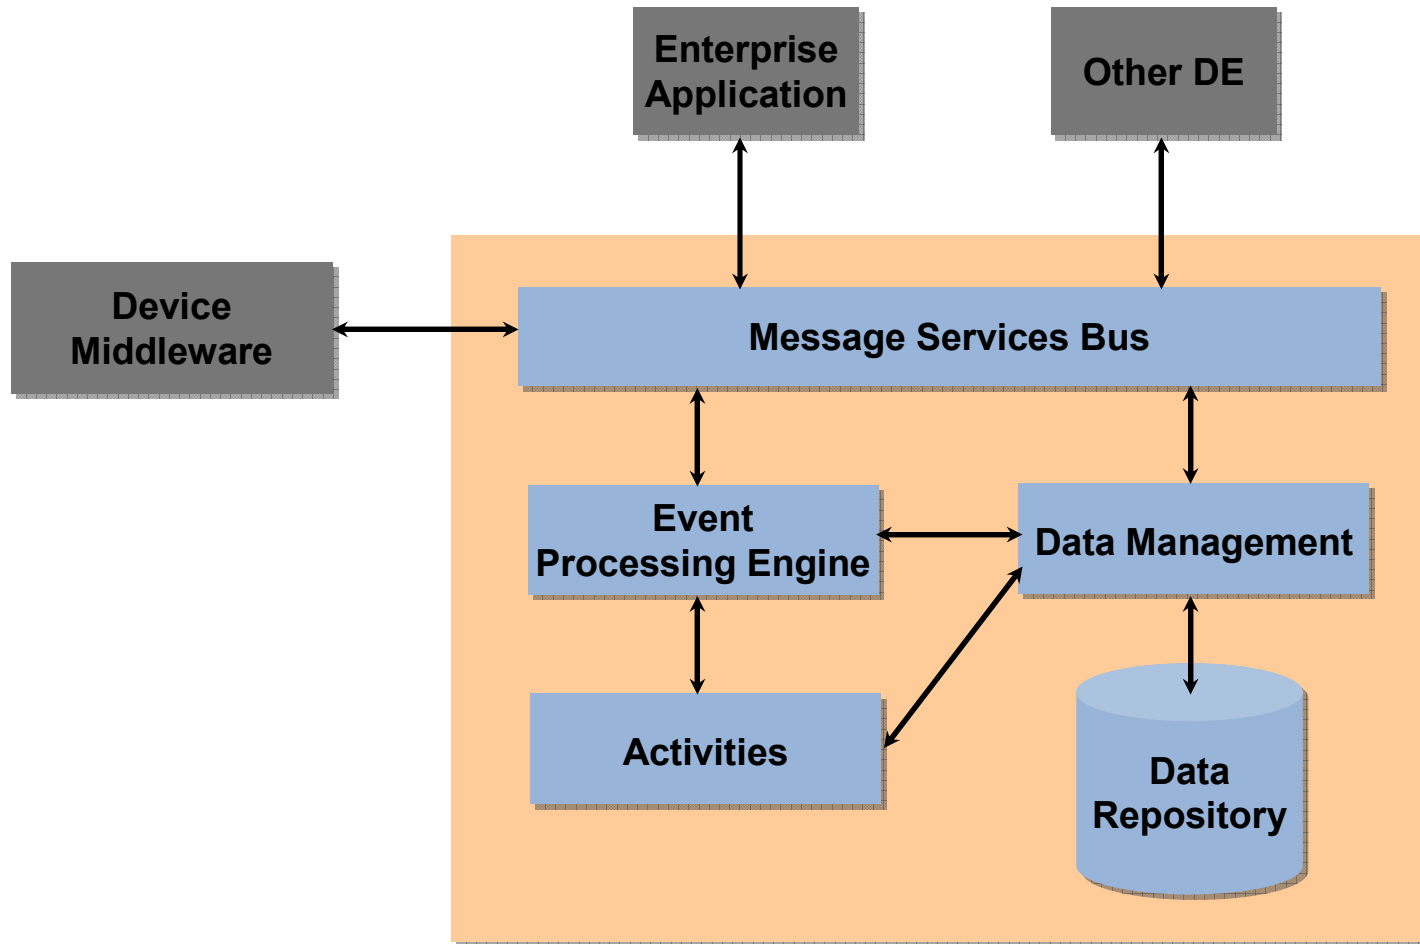 Enterprise
Application
Other DE
Device
Middleware
Message Services Bus
Event
Processing Engine
Data Management
Activities
Data
Repository